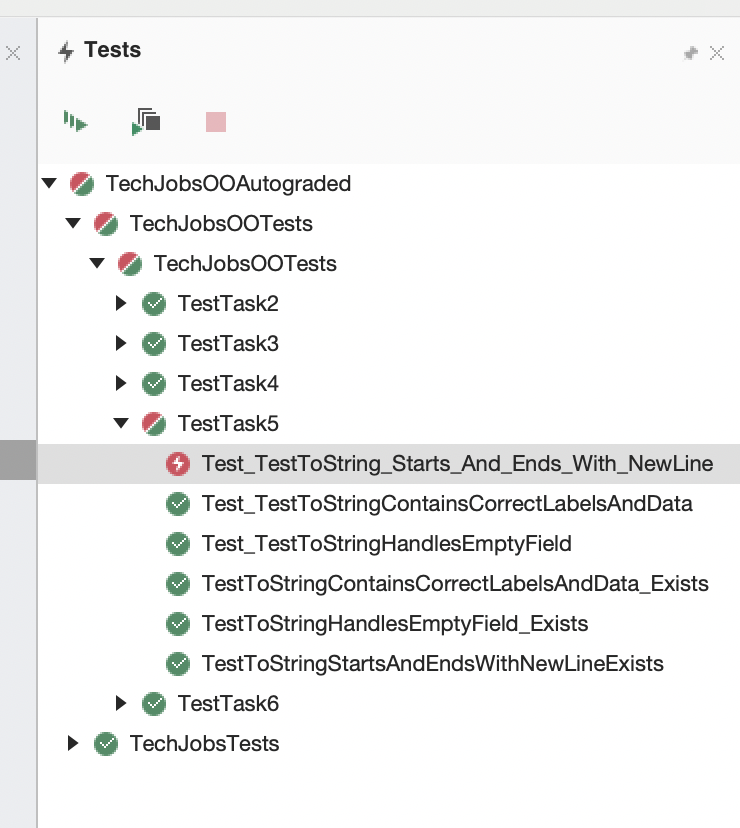 Tests
TechJobsOOAutograded
TechJobsOOTests
TechJobsOOTests
TestTask2
TestTask3
TestTask4
TestTask5
Test_TestToString_Starts_And_Ends_With_NewLine
Test_TestToStringContainsCorrectLabelsAndData
Test_TestToStringHandlesEmptyField
TestToStringContainsCorrectLabelsAndData_Exists
TestToStringHandlesEmptyField_Exists
TestToStringStartsAndEndsWithNewLineExists
TestTask6
TechJobsTests